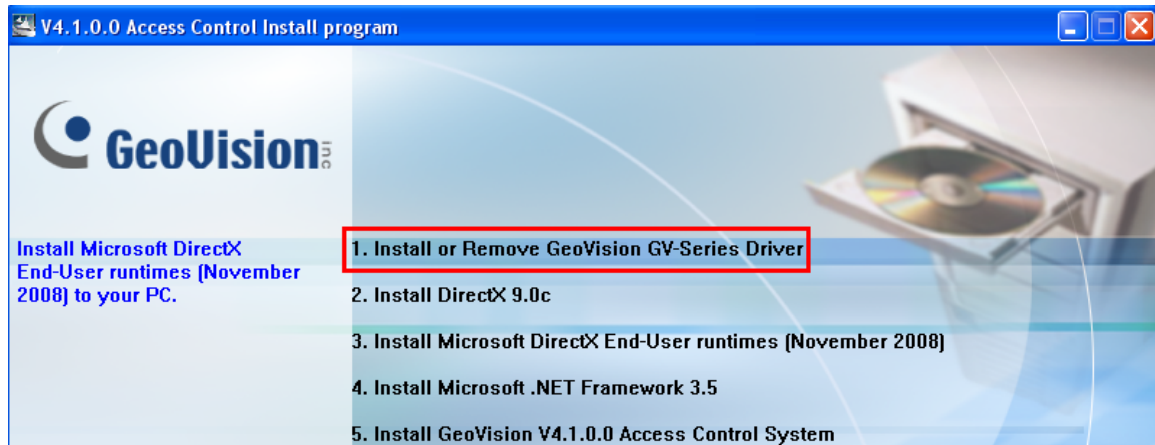 V4.1.0.0 Access Control Install program
GeoVision inc
Install Microsoft DirectX
End-User runtimes (November
2008) to your PC.
1. Install or Remove GeoVision GV-Series Driver
2. Install DirectX 9.0c
3. Install Microsoft DirectX End-User runtimes (November 2008)
4. Install Microsoft .NET Framework 3.5
5. Install GeoVision V4.1.0.0 Access Control System